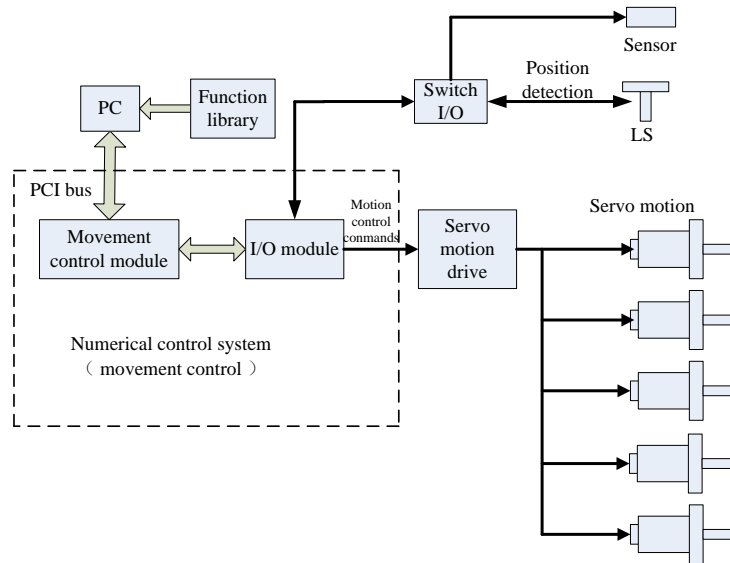 Sensor
Switch
I/O
Position
detection
LS
PC
Function
library
PCI bus
Movement
control module
I/O module
Motion
control
conmands
Servo
motion
drive
Servo motion
Numerical control system
（ movement control ）